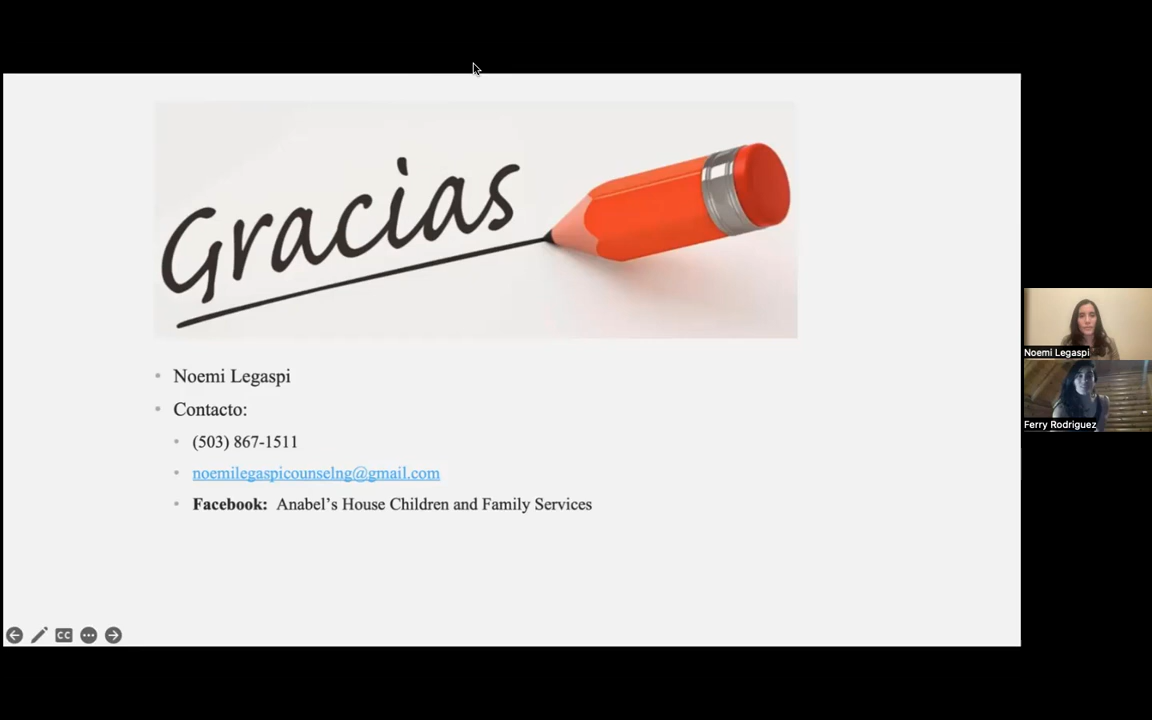 Gracias
Noemi Legaspi
Contacto:
(503) 867-1511
noemilegaspicounselng@gmail.com
Facebook: Anabel's House Children and Family Services
Noemi Legaspi
Ferry Rodriguez
CC